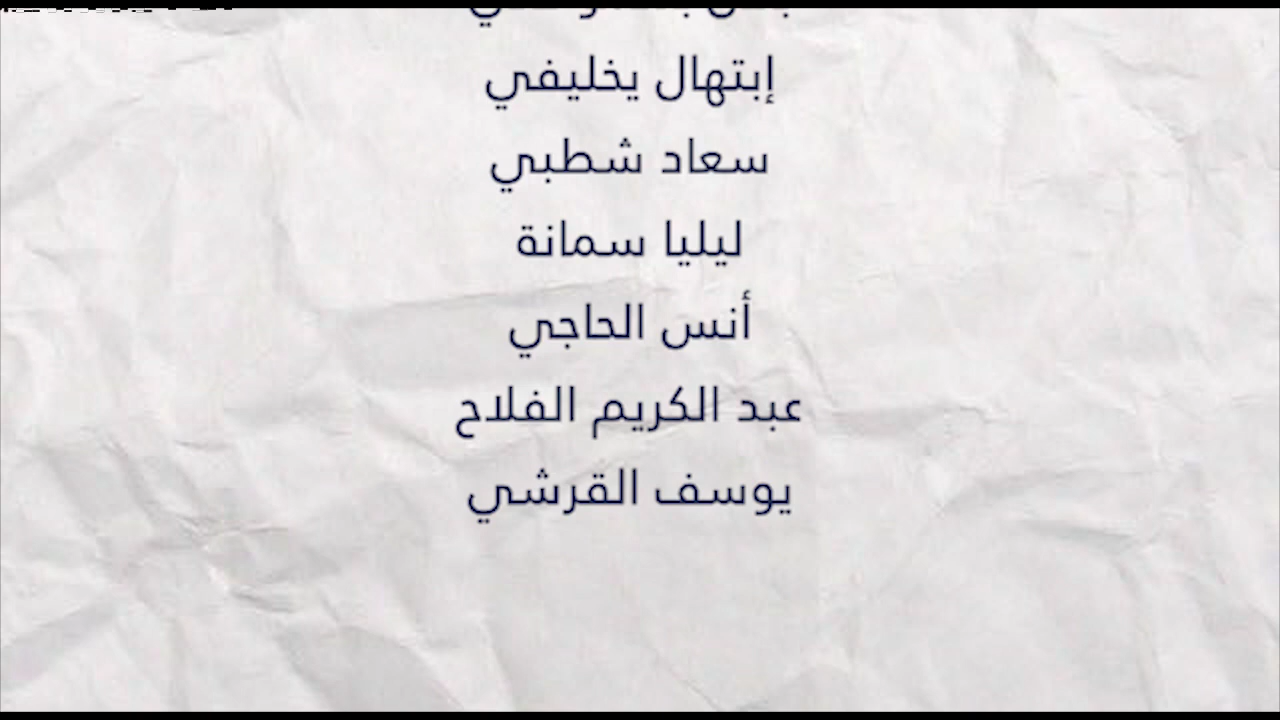 إبتهال يخليفي
سعاد شطبي
ليليا سمانة
أنس الحاجي
عبد الكريم الفلاح
يوسف القرشي